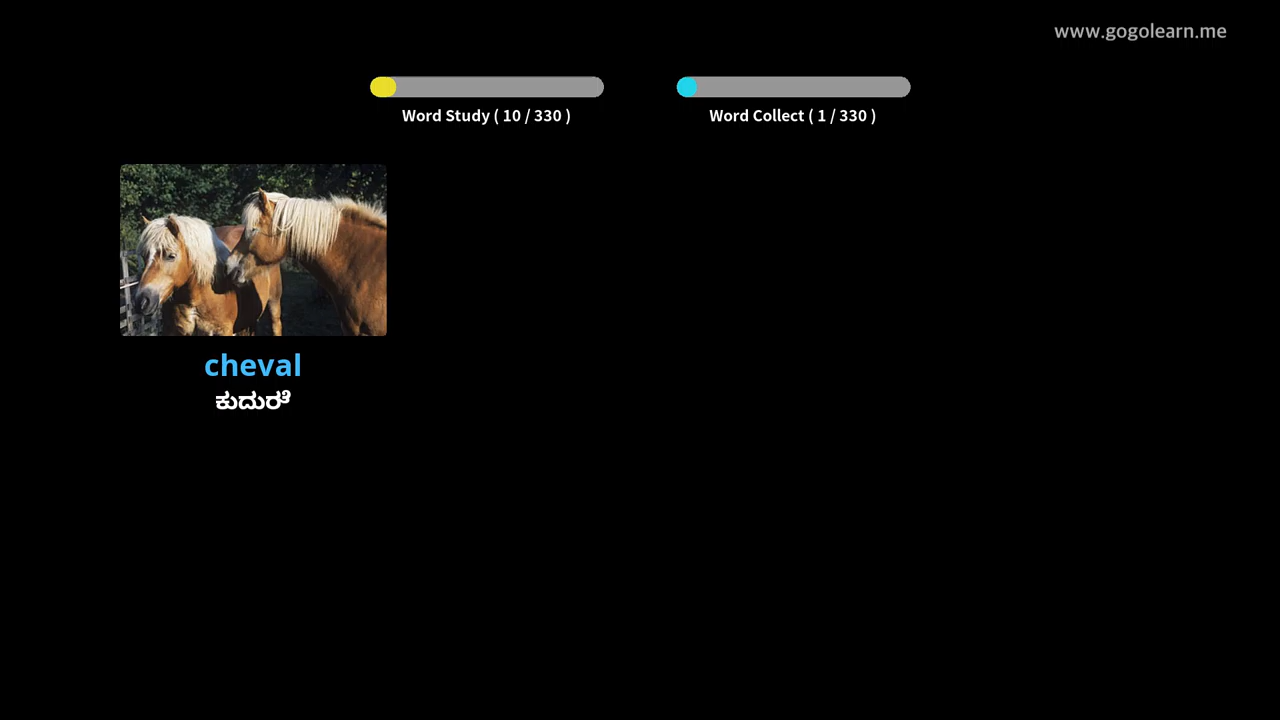 www.gogolearn.me
Word Study ( 10 / 330 )
Word Collect ( 1 / 330 )
cheval
ಕುದುರೆ